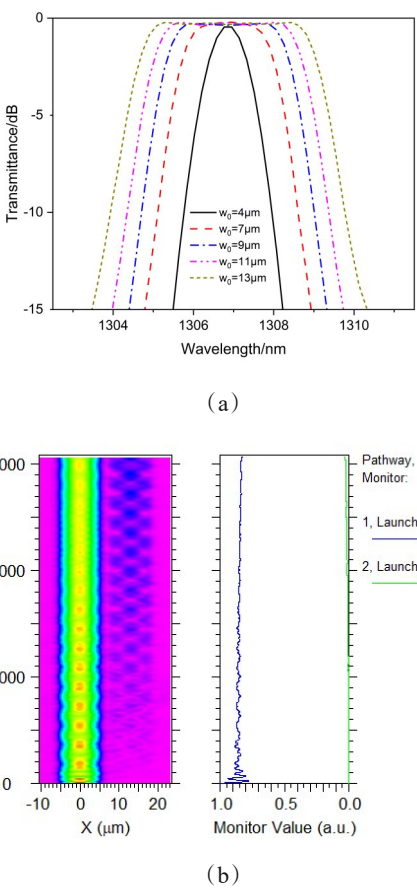 0
-5
-10
-15
Transmittance/dB
w0=4μm
w0=7μm
w0=9μm
w0=11μm
w0=13μm
1304 1306 1308 1310
Wavelength/nm
(a)
000
000
000
0
-10 0 10 20
X (μm)
1.0 0.5 0.0
Monitor Value (a.u.)
Pathway,
Monitor:
1, Launch
2, Launch
(b)